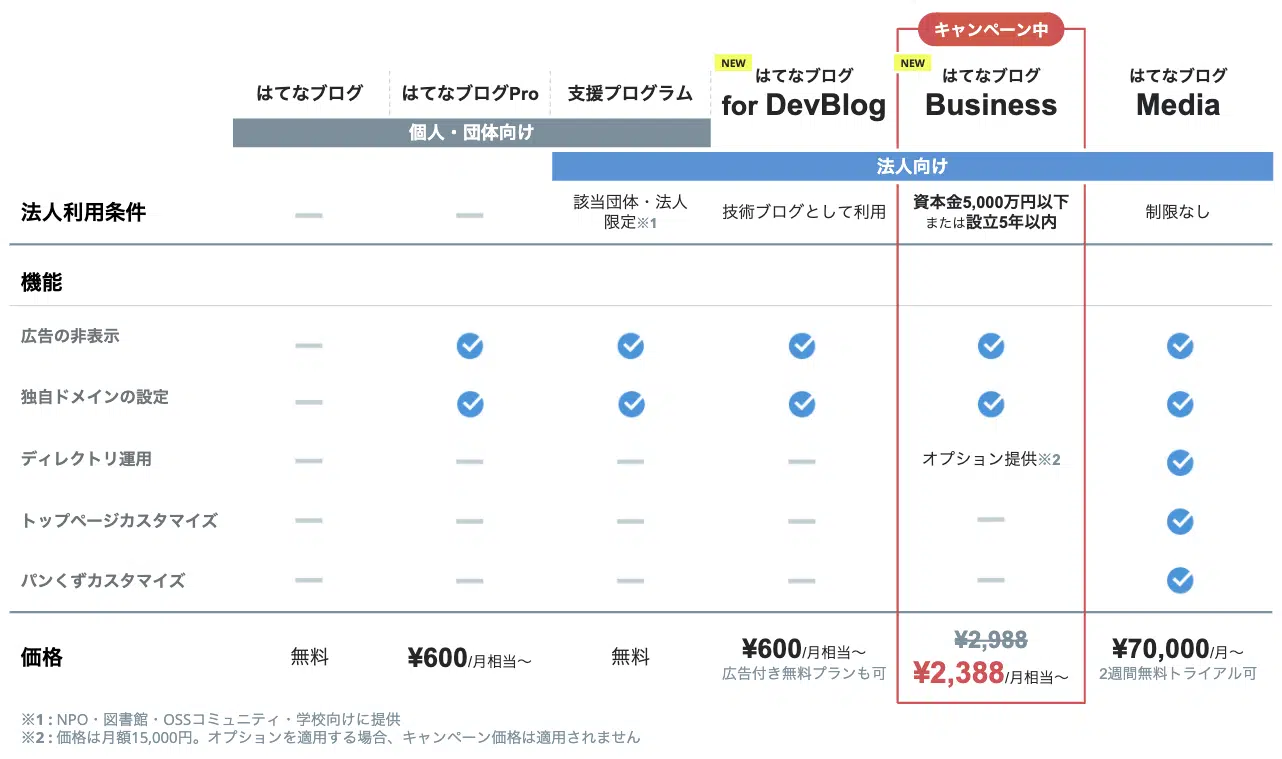 キャンペーン中
はてなブログ
はてなブログPro
支援プログラム
NEW
はてなブログ
for DevBlog
NEW
はてなブログ
Business
はてなブログ
Media
個人・団体向け
法人向け
法人利用条件
該当団体・法人
限定※1
技術ブログとして利用
資本金5,000万円以下
または設立5年以内
制限なし
機能
広告の非表示
独自ドメインの設定
ディレクトリ運用
オプション提供※2
トップページカスタマイズ
パンくずカスタマイズ
価格
無料
¥600/月相当〜
無料
¥600/月相当〜
広告付き無料プランも可
¥2,988
¥2,388/月相当〜
¥70,000/月〜
2週間無料トライアル可
※1 : NPO・図書館・OSSコミュニティ・学校向けに提供
※2 : 価格は月額15,000円。オプションを適用する場合、キャンペーン価格は適用されません